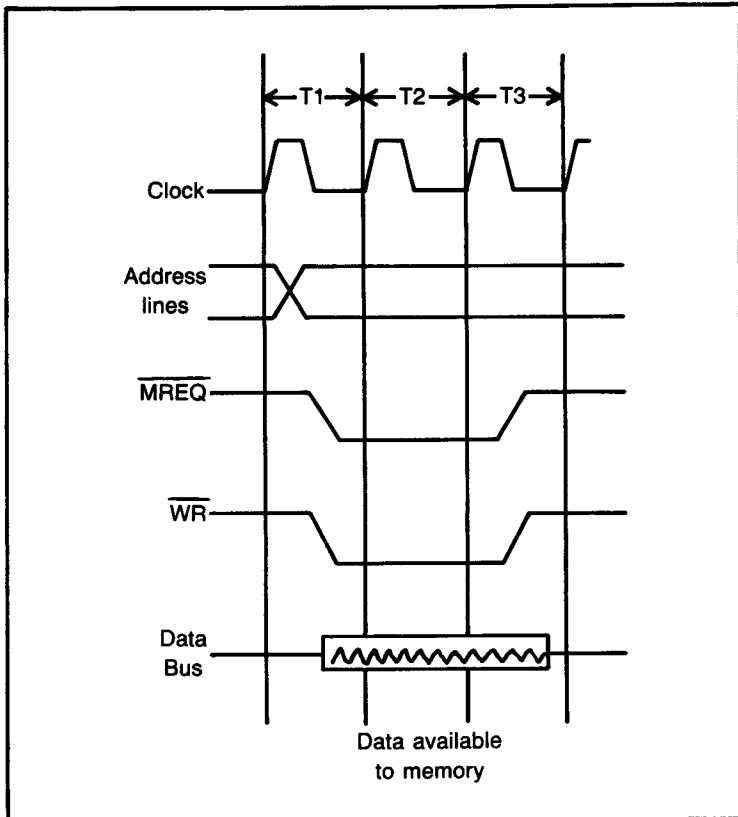 T1 T2 T3
Clock
Address
lines
MREQ
WR
Data
Bus
Data available
to memory